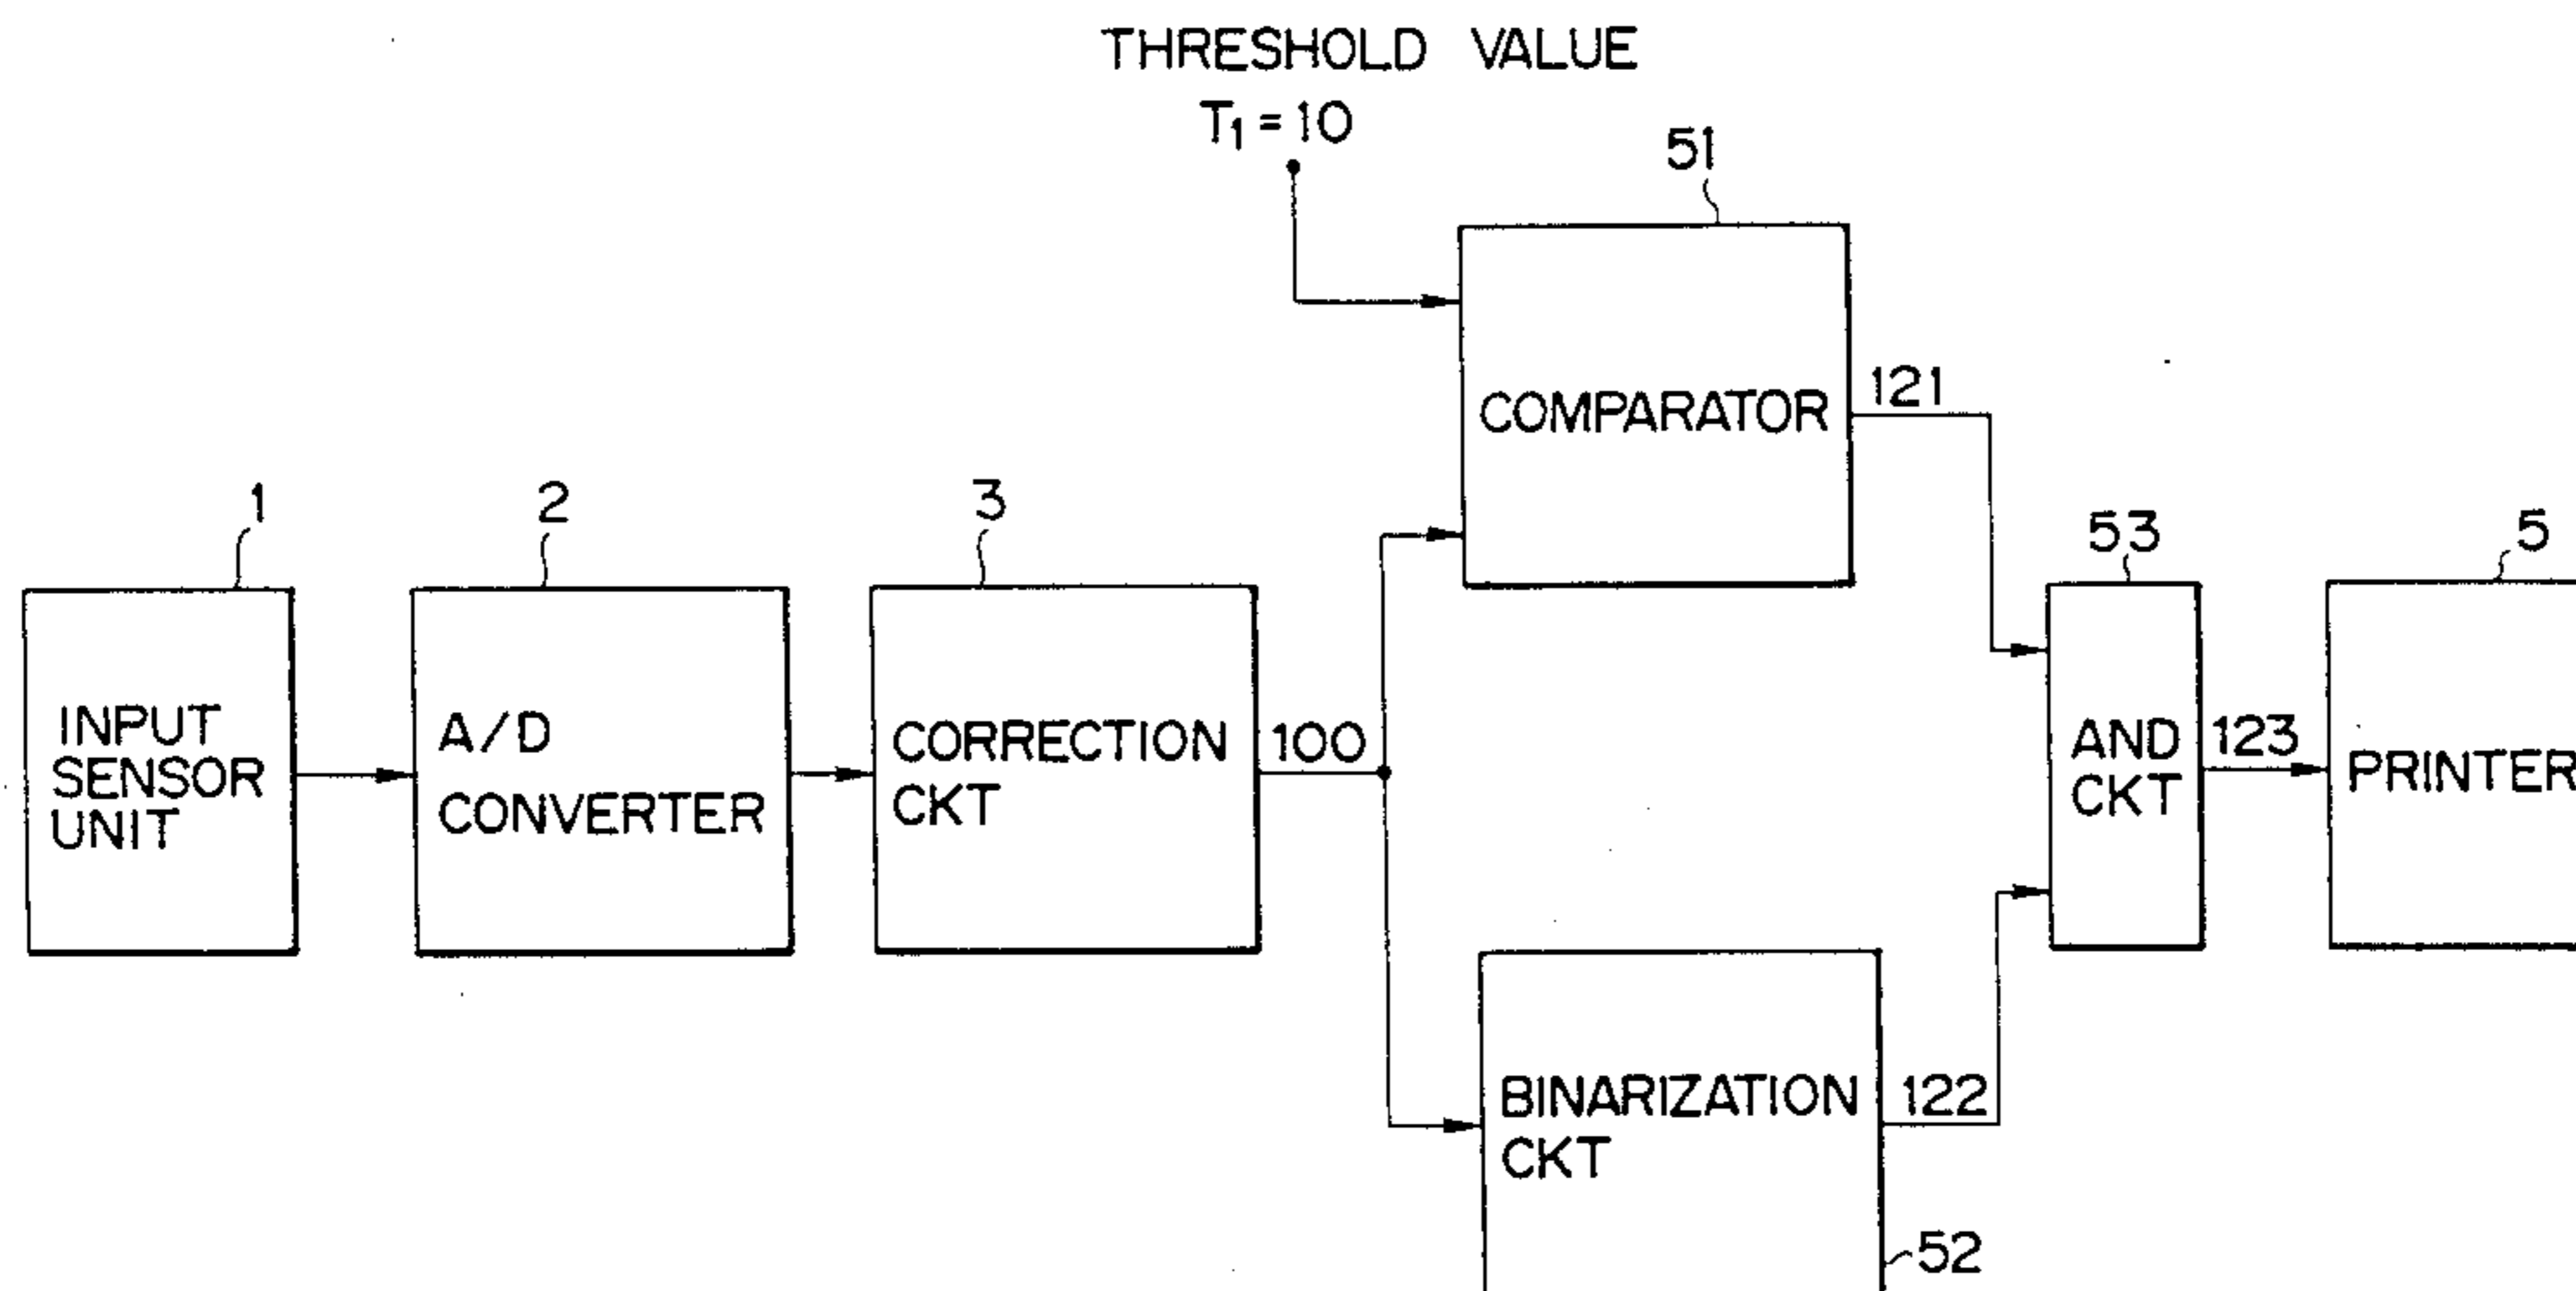 THRESHOLD VALUE
T1 = 10
51
COMPARATOR
121
1
INPUT
SENSOR
UNIT
2
A/D
CONVERTER
3
CORRECTION
CKT
100
53
AND
CKT
123
5
PRINTER
BINARIZATION
CKT
122
52